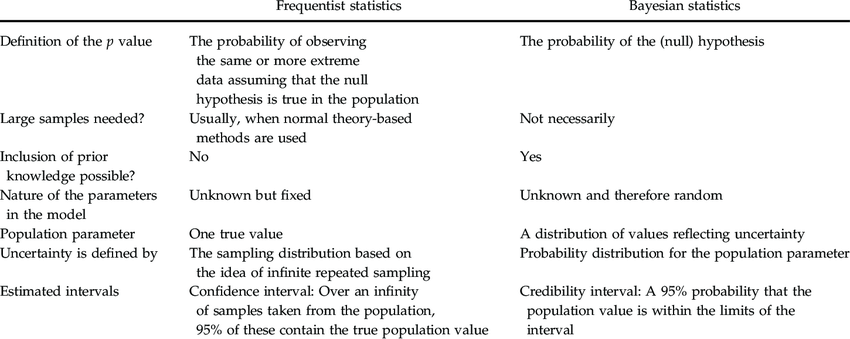 Frequentist statistics Bayesian statistics
Definition of the p value The probability of observing The probability of the (null) hypothesis
the same or more extreme
data assuming that the null
hypothesis is true in the population
Large samples needed? Usually, when normal theory-based Not necessarily
methods are used
Inclusion of prior No Yes
knowledge possible?
Nature of the parameters Unknown but fixed Unknown and therefore random
in the model
Population parameter One true value A distribution of values reflecting uncertainty
Uncertainty is defined by The sampling distribution based on Probability distribution for the population parameter
the idea of infinite repeated sampling
Estimated intervals Confidence interval: Over an infinity Credibility interval: A 95% probability that the
of samples taken from the population, population value is within the limits of the
95% of these contain the true population value interval